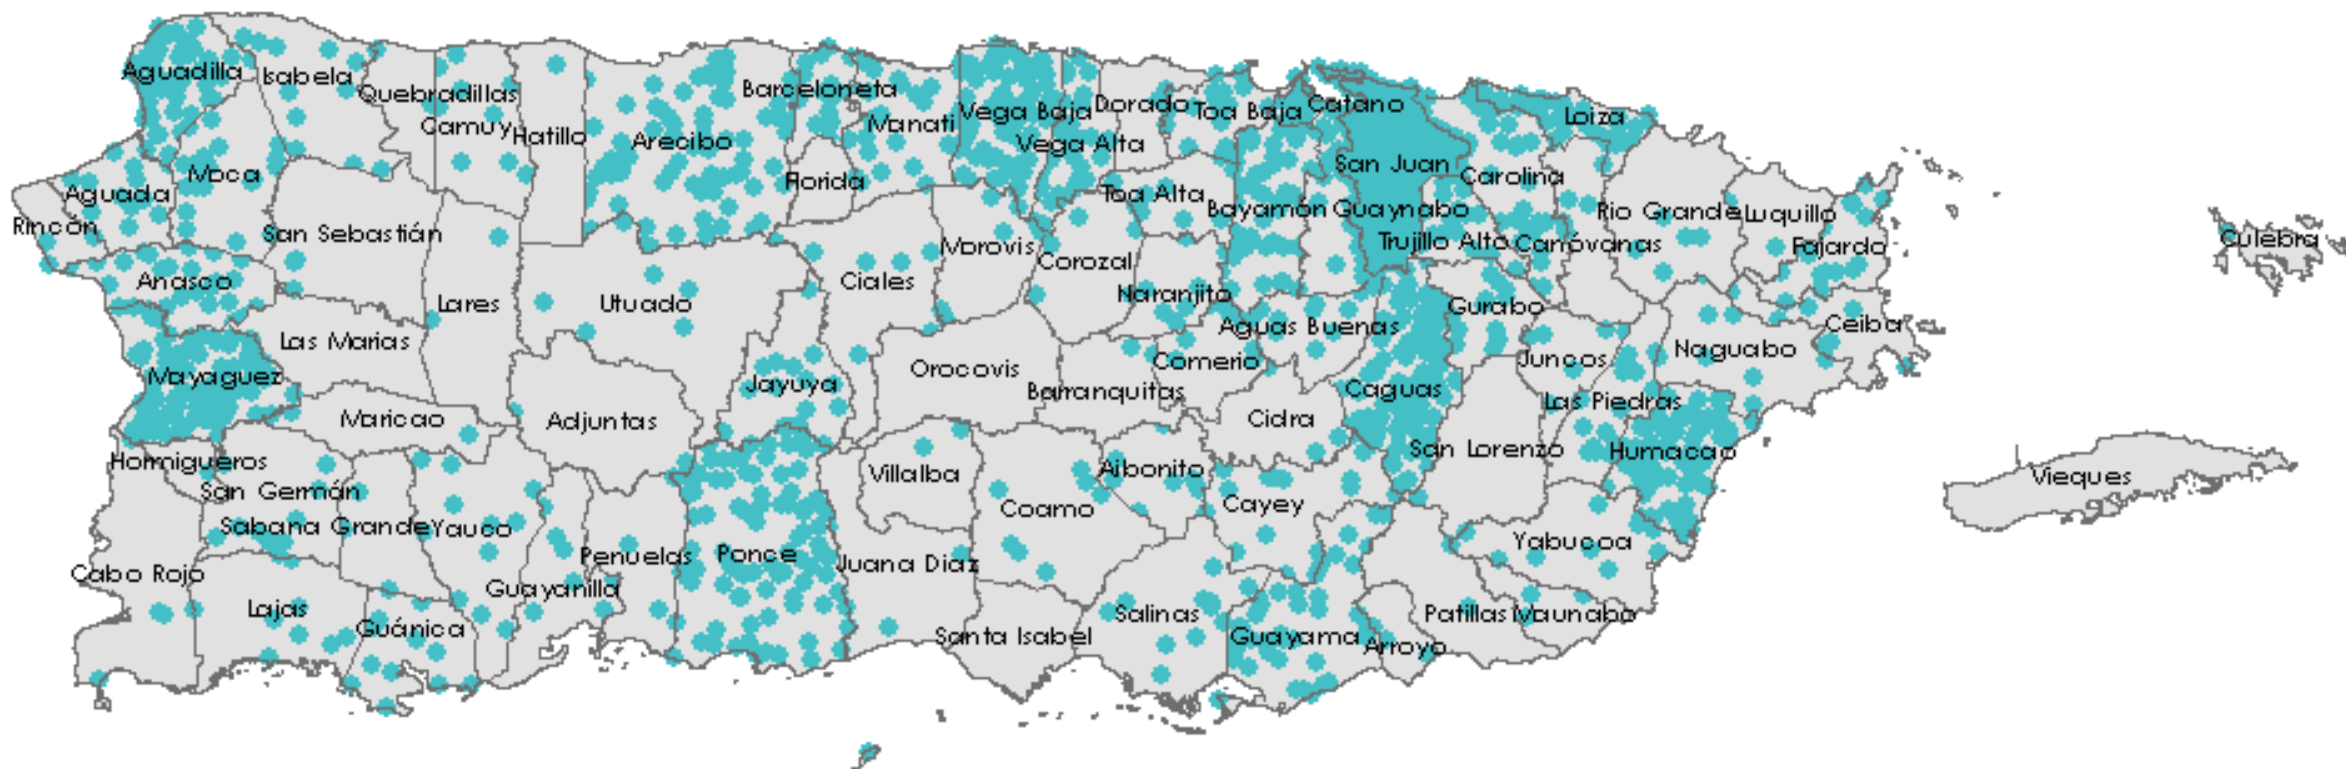 Aguadilla
Isabela
Quebradillas
Camuy
Hatillo
Arecibo
Barceloneta
Manati
Vega Baja
Vega Alta
Dorado
Toa Baja
Catano
Loiza
Moca
Aguada
Rincón
San Sebastián
Florida
Toa Alta
San Juan
Carolina
Bayamón
Guaynabo
Trujillo Alto
Canóvanas
Rio Grande
Luquillo
Fajardo
Culebra
Anasco
Lares
Utuado
Ciales
Morovis
Corozal
Naranjito
Aguas Buenas
Gurabo
Ceiba
Las Marias
Mayaguez
Maricao
Adjuntas
Jayuya
Orocovis
Barranquitas
Comerio
Cidra
Caguas
Juncos
Las Piedras
Naguabo
Hormigueros
San Germán
Sabana Grande
Yauco
Villalba
Coamo
Aibonito
Cayey
San Lorenzo
Humacao
Vieques
Cabo Rojo
Lajas
Guánica
Guayanilla
Penuelas
Ponce
Juana Diaz
Santa Isabel
Salinas
Guayama
Arroyo
Patillas
Maunabo
Yabucoa